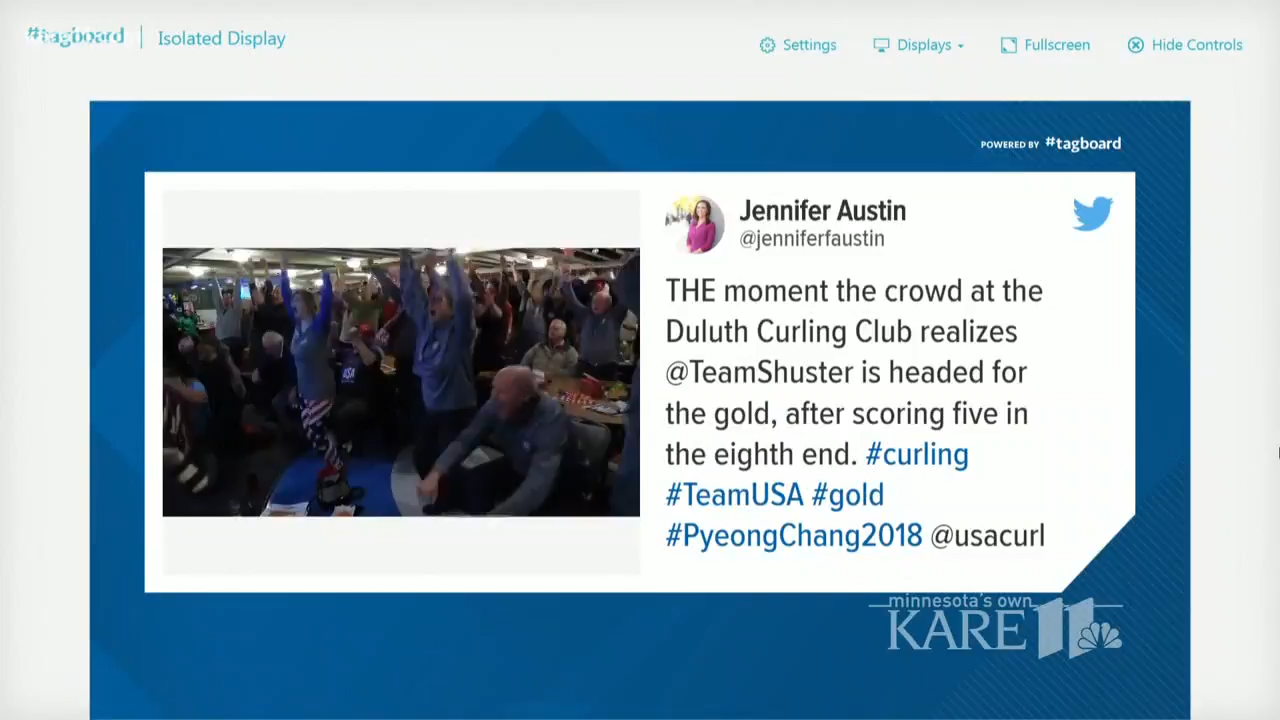 #tagboard
Isolated Display
Settings
Displays
Fullscreen
Hide Controls
POWERED BY #tagboard
Jennifer Austin
@jenniferfaustin
THE moment the crowd at the
Duluth Curling Club realizes
@TeamShuster is headed for
the gold, after scoring five in
the eighth end. #curling
#TeamUSA #gold
#PyeongChang2018 @usacurl
USA
minnesota's own
KARE 11